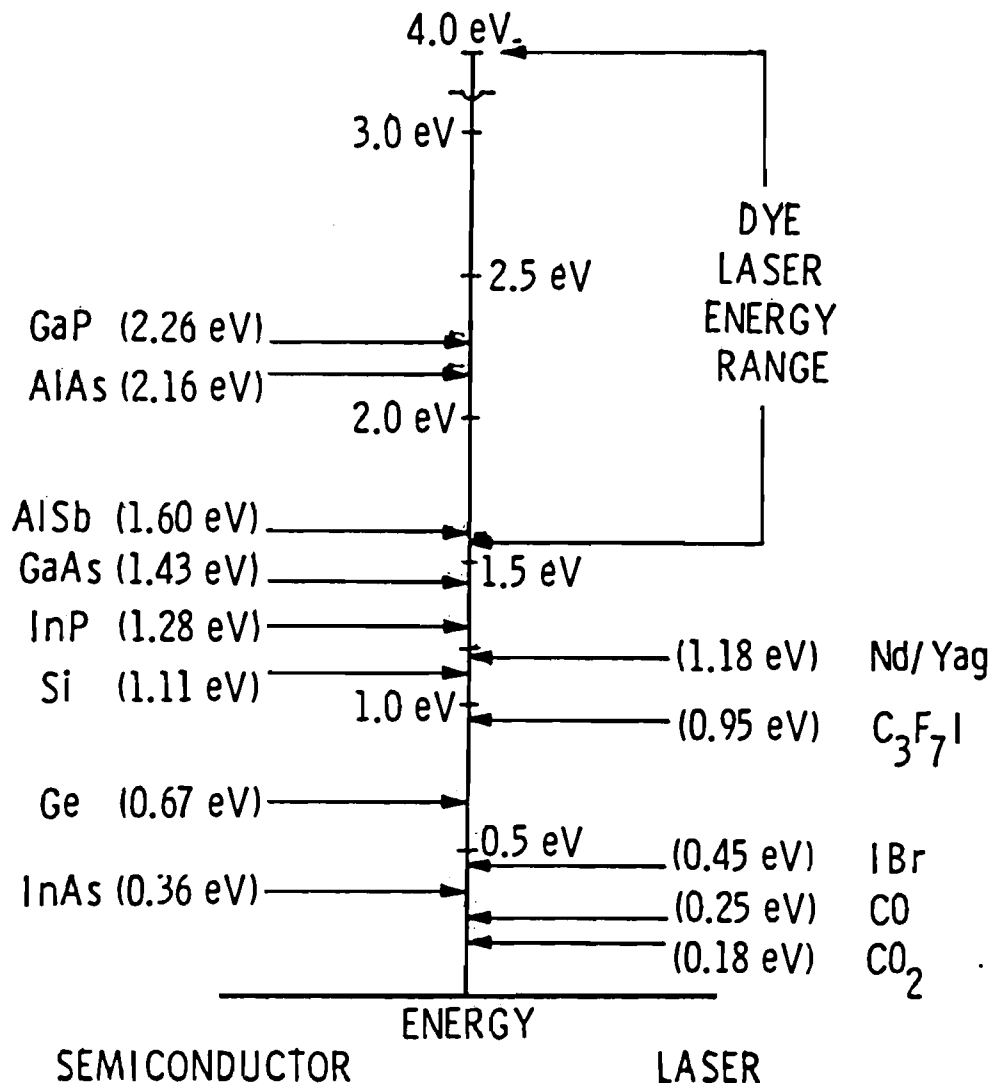 4.0 eV
3.0 eV
DYE
LASER
ENERGY
RANGE
2.5 eV
GaP (2.26 eV)
AlAs (2.16 eV)
2.0 eV
AlSb (1.60 eV)
GaAs (1.43 eV)
1.5 eV
InP (1.28 eV)
(1.18 eV) Nd/Yag
Si (1.11 eV)
1.0 eV
(0.95 eV) C3F7I
Ge (0.67 eV)
0.5 eV
(0.45 eV) IBr
InAs (0.36 eV)
(0.25 eV) CO
(0.18 eV) CO2
ENERGY
SEMICONDUCTOR LASER